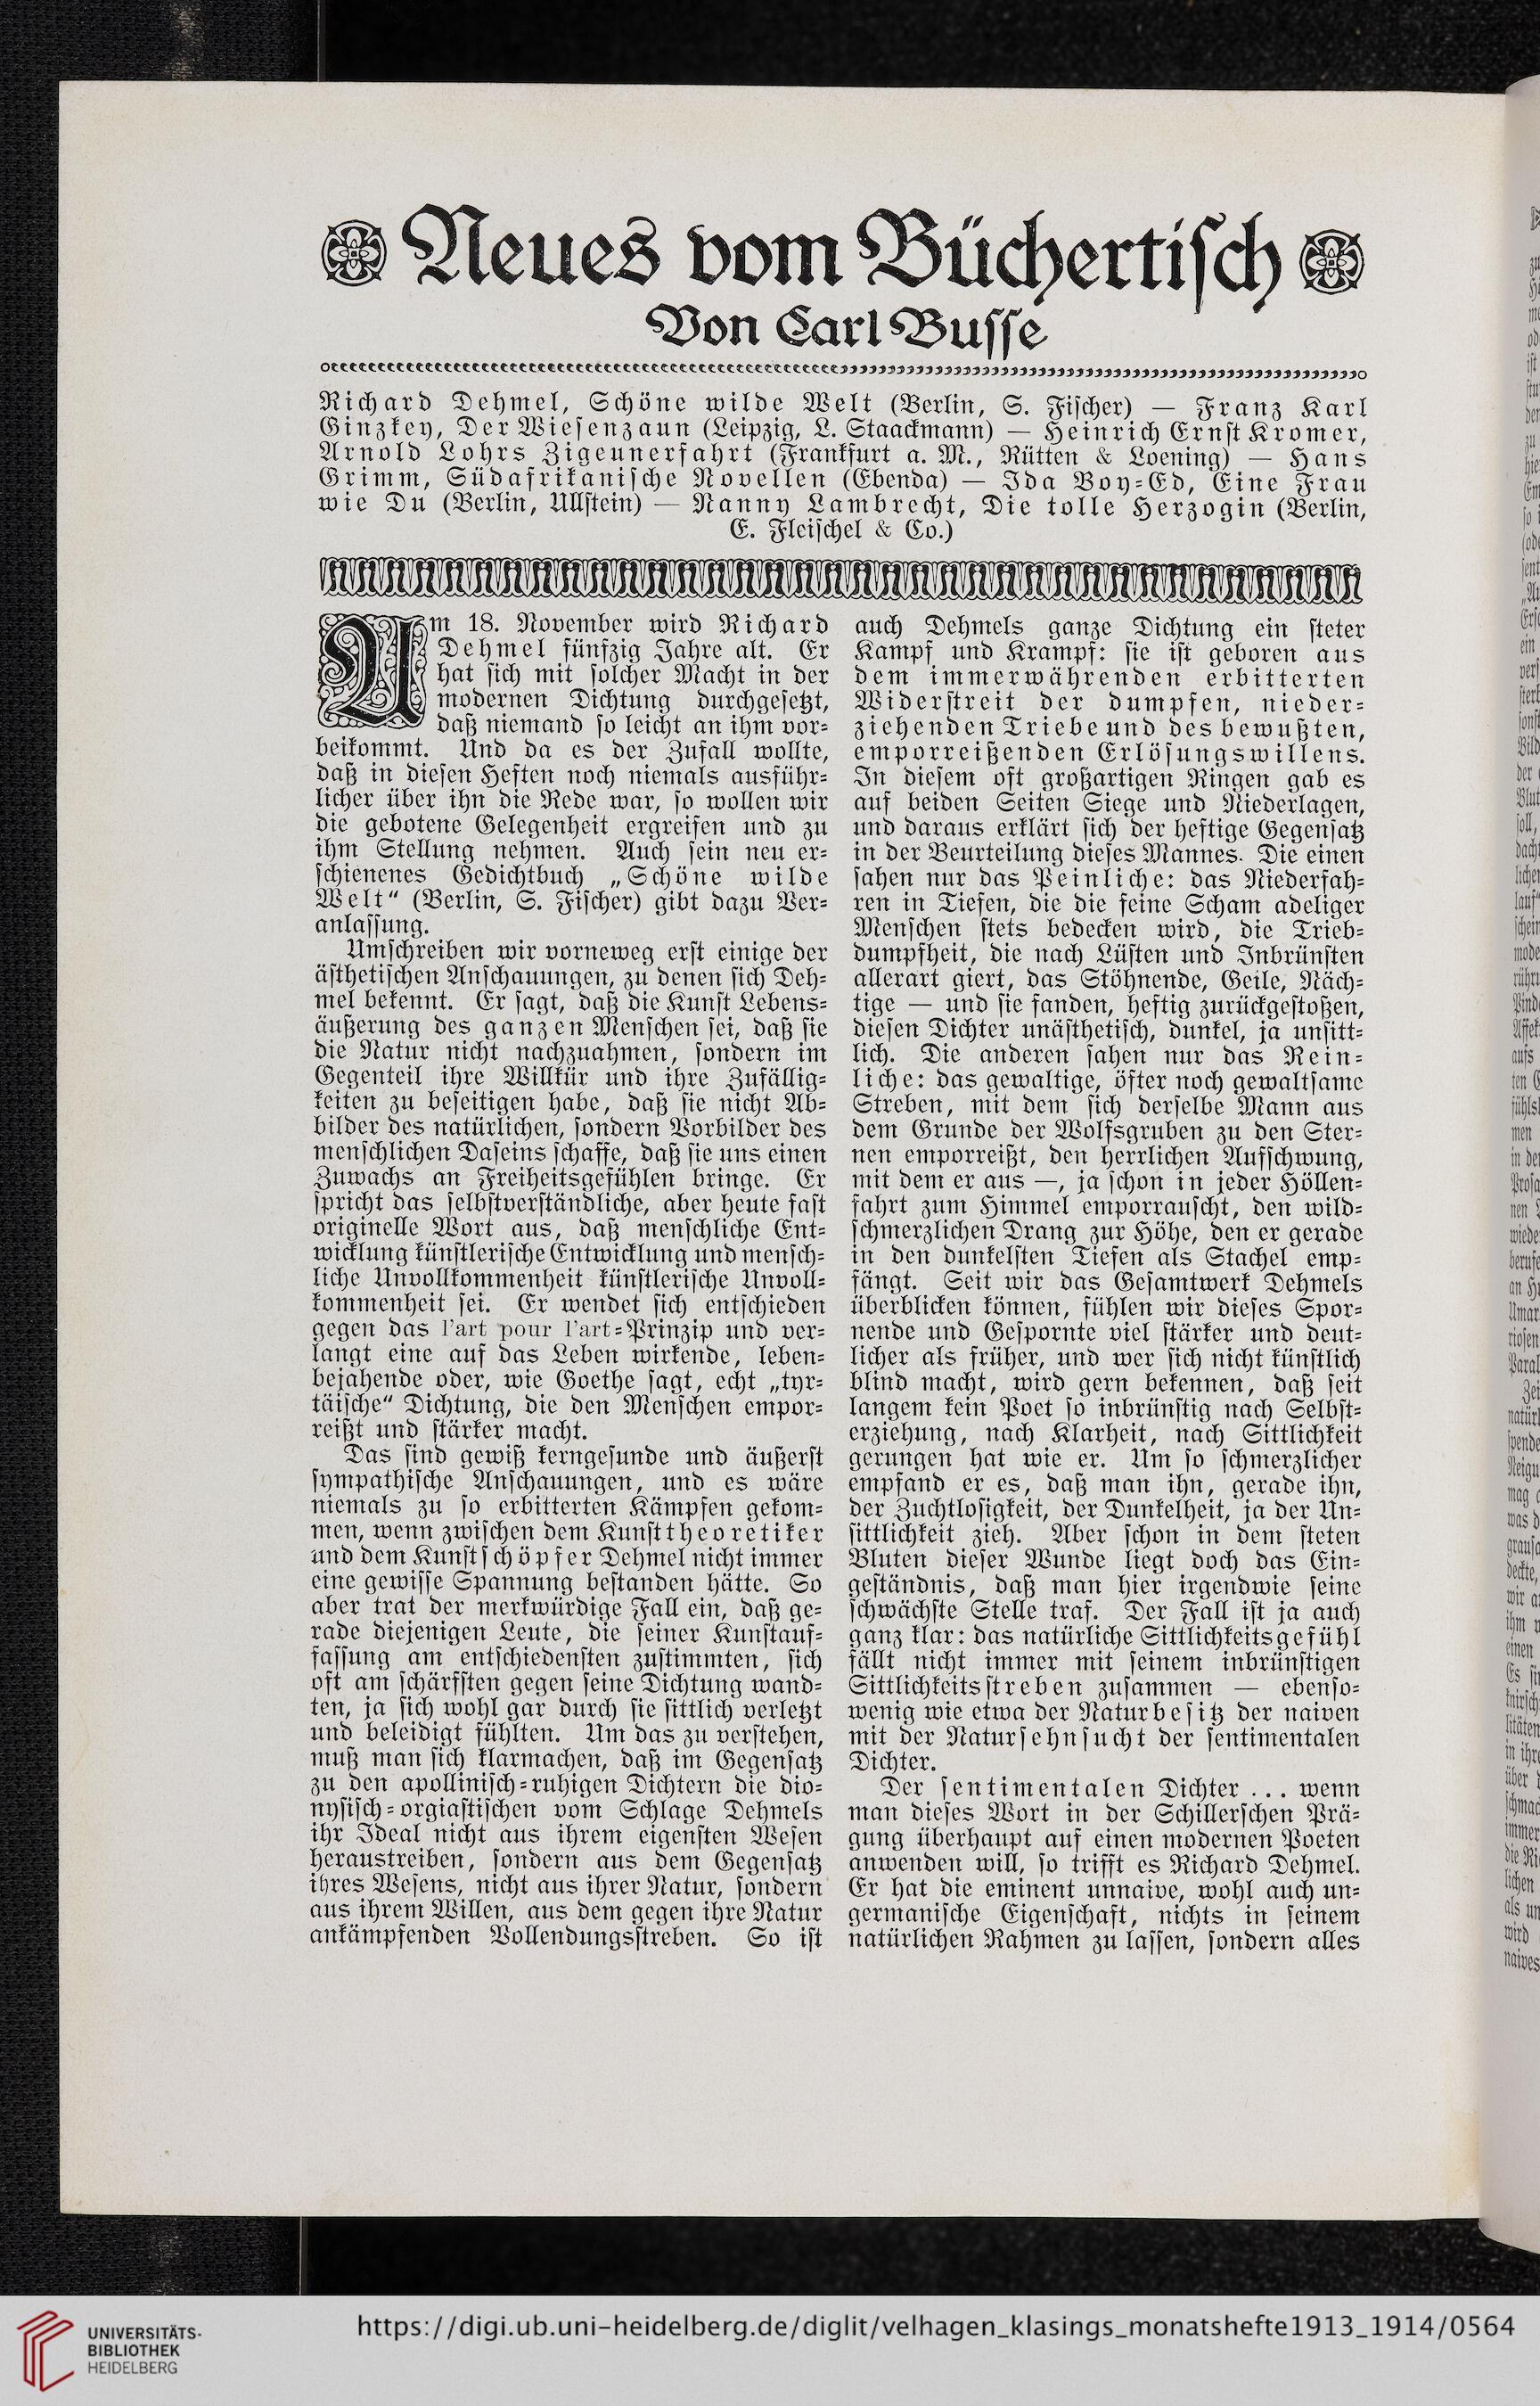 Neues vom Büchertisch
Von Carl Busse
Richard Dehmel, Schöne wilde Welt (Berlin, S. Fischer) — Franz Karl
Ginzkey, Der Wiesenzaun (Leipzig, L. Staackmann) — Heinrich Ernst Kromer,
Arnold Lohrs Zigeunerfahrt (Frankfurt a. M., Rütten & Loening) — Hans
Grimm, Südafrikanische Novellen (Ebenda) — Ida Boy-Ed, Eine Frau
wie Du (Berlin, Ullstein) — Nanny Lambrecht, Die tolle Herzogin (Berlin,
E. Fleischel & Co.)
Am 18. November wird Richard
Dehmel fünfzig Jahre alt. Er
hat sich mit solcher Macht in der
modernen Dichtung durchgesetzt,
daß niemand so leicht an ihm vor-
beikommt. Und da es der Zufall wollte,
daß in diesen Heften noch niemals ausführ-
licher über ihn die Rede war, so wollen wir
die gebotene Gelegenheit ergreifen und zu
ihm Stellung nehmen. Auch sein neu er-
schienenes Gedichtbuch „Schöne wilde
Welt“ (Berlin, S. Fischer) gibt dazu Ver-
anlassung.
Umschreiben wir vorneweg erst einige der
ästhetischen Anschauungen, zu denen sich Deh-
mel bekennt. Er sagt, daß die Kunst Lebens-
äußerung des ganzen Menschen sei, daß sie
die Natur nicht nachzuahmen, sondern im
Gegenteil ihre Willkür und ihre Zufällig-
keiten zu beseitigen habe, daß sie nicht Ab-
bilder des natürlichen, sondern Vorbilder des
menschlichen Daseins schaffe, daß sie uns einen
Zuwachs an Freiheitsgefühlen bringe. Er
spricht das selbstverständliche, aber heute fast
originelle Wort aus, daß menschliche Ent-
wicklung künstlerische Entwicklung und mensch-
liche Unvollkommenheit künstlerische Unvoll-
kommenheit sei. Er wendet sich entschieden
gegen das l'art pour l'art-Prinzip und ver-
langt eine auf das Leben wirkende, leben-
bejahende oder, wie Goethe sagt, echt „tyr-
täische“ Dichtung, die den Menschen empor-
reißt und stärker macht.
Das sind gewiß kerngesunde und äußerst
sympathische Anschauungen, und es wäre
niemals zu so erbitterten Kämpfen gekom-
men, wenn zwischen dem Kunsttheoretiker
und dem Kunstschöpfer Dehmel nicht immer
eine gewisse Spannung bestanden hätte. So
aber trat der merkwürdige Fall ein, daß ge-
rade diejenigen Leute, die seiner Kunstauf-
fassung am entschiedensten zustimmten, sich
oft am schärfsten gegen seine Dichtung wand-
ten, ja sich wohl gar durch sie sittlich verletzt
und beleidigt fühlten. Um das zu verstehen,
muß man sich klarmachen, daß im Gegensatz
zu den apollinisch-ruhigen Dichtern die dio-
nysisch-orgiastischen vom Schlage Dehmels
ihr Ideal nicht aus ihrem eigensten Wesen
heraustreiben, sondern aus dem Gegensatz
ihres Wesens, nicht aus ihrer Natur, sondern
aus ihrem Willen, aus dem gegen ihre Natur
ankämpfenden Vollendungsstreben. So ist
auch Dehmels ganze Dichtung ein steter
Kampf und Krampf: sie ist geboren aus
dem immerwährenden erbitterten
Widerstreit der dumpfen, nieder-
ziehenden Triebe und des bewußten,
emporreißenden Erlösungswillens.
In diesem oft großartigen Ringen gab es
auf beiden Seiten Siege und Niederlagen,
und daraus erklärt sich der heftige Gegensatz
in der Beurteilung dieses Mannes. Die einen
sahen nur das Peinliche: das Niederfah-
ren in Tiefen, die die feine Scham adeliger
Menschen stets bedecken wird, die Trieb-
dumpfheit, die nach Lüsten und Inbrünsten
allerart giert, das Stöhnende, Geile, Näch-
tige — und sie fanden, heftig zurückgestoßen,
diesen Dichter unästhetisch, dunkel, ja unsitt-
lich. Die anderen sahen nur das Rein-
liche: das gewaltige, öfter noch gewaltsame
Streben, mit dem sich derselbe Mann aus
dem Grunde der Wolfsgruben zu den Ster-
nen emporreißt, den herrlichen Aufschwung,
mit dem er aus —, ja schon in jeder Höllen-
fahrt zum Himmel emporrauscht, den wild-
schmerzlichen Drang zur Höhe, den er gerade
in den dunkelsten Tiefen als Stachel emp-
fängt. Seit wir das Gesamtwerk Dehmels
überblicken können, fühlen wir dieses Spor-
nende und Gespornte viel stärker und deut-
licher als früher, und wer sich nicht künstlich
blind macht, wird gern bekennen, daß seit
langem kein Poet so inbrünstig nach Selbst-
erziehung, nach Klarheit, nach Sittlichkeit
gerungen hat wie er. Um so schmerzlicher
empfand er es, daß man ihn, gerade ihn,
der Zuchtlosigkeit, der Dunkelheit, ja der Un-
sittlichkeit zieh. Aber schon in dem steten
Bluten dieser Wunde liegt doch das Ein-
geständnis, daß man hier irgendwie seine
schwächste Stelle traf. Der Fall ist ja auch
ganz klar: das natürliche Sittlichkeitsgefühl
fällt nicht immer mit seinem inbrünstigen
Sittlichkeitsstreben zusammen — ebenso-
wenig wie etwa der Naturbesitz der naiven
mit der Natursehnsucht der sentimentalen
Dichter.
Der sentimentalen Dichter ... wenn
man dieses Wort in der Schillerschen Prä-
gung überhaupt auf einen modernen Poeten
anwenden will, so trifft es Richard Dehmel.
Er hat die eminent unnaive, wohl auch un-
germanische Eigenschaft, nichts in seinem
natürlichen Rahmen zu lassen, sondern alles
UNIVERSITÄTS-
BIBLIOTHEK
HEIDELBERG
https://digi.ub.uni-heidelberg.de/diglit/velhagen_klasings_monatshefte1913_1914/0564